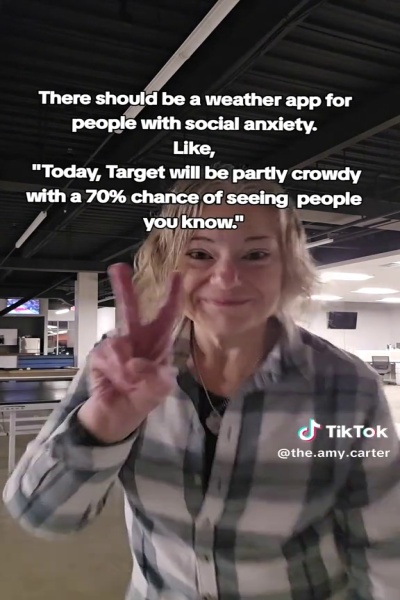 There should be a weather app for
people with social anxiety.
Like,
"Today, Target will be partly crowdy
with a 70% chance of seeing people
you know."
TikTok
@the.amy.carter